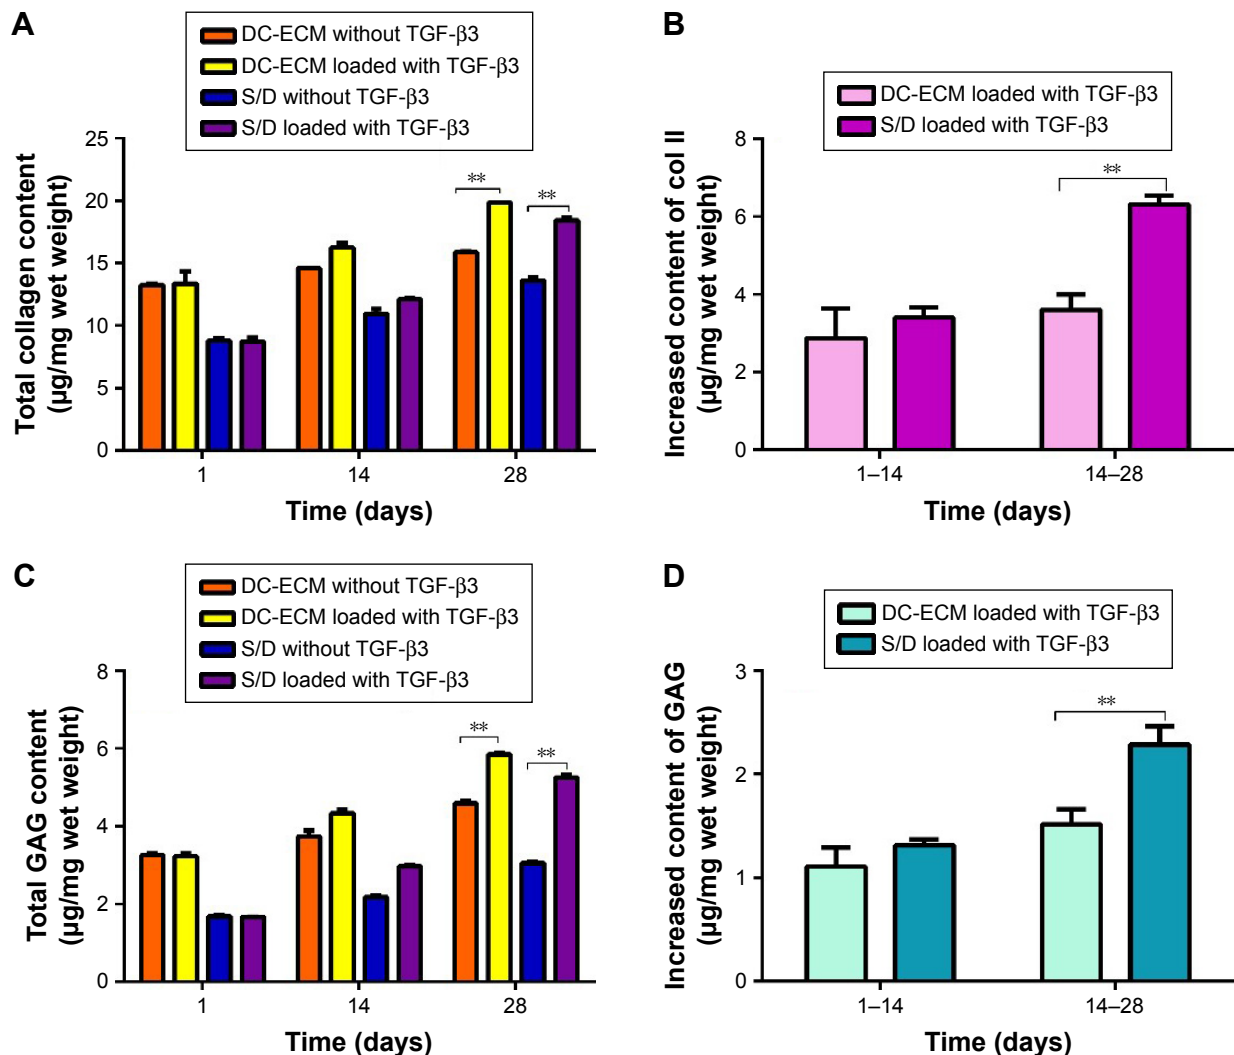 A
DC-ECM without TGF-β3
DC-ECM loaded with TGF-β3
S/D without TGF-β3
S/D loaded with TGF-β3
Total collagen content
(µg/mg wet weight)
25
20
15
10
5
0
**
**
1
14
28
Time (days)
B
DC-ECM loaded with TGF-β3
S/D loaded with TGF-β3
Increased content of col II
(µg/mg wet weight)
8
6
4
2
0
**
1–14
14–28
Time (days)
C
DC-ECM without TGF-β3
DC-ECM loaded with TGF-β3
S/D without TGF-β3
S/D loaded with TGF-β3
Total GAG content
(µg/mg wet weight)
8
6
4
2
0
**
**
1
14
28
Time (days)
D
DC-ECM loaded with TGF-β3
S/D loaded with TGF-β3
Increased content of GAG
(µg/mg wet weight)
3
2
1
0
**
1–14
14–28
Time (days)